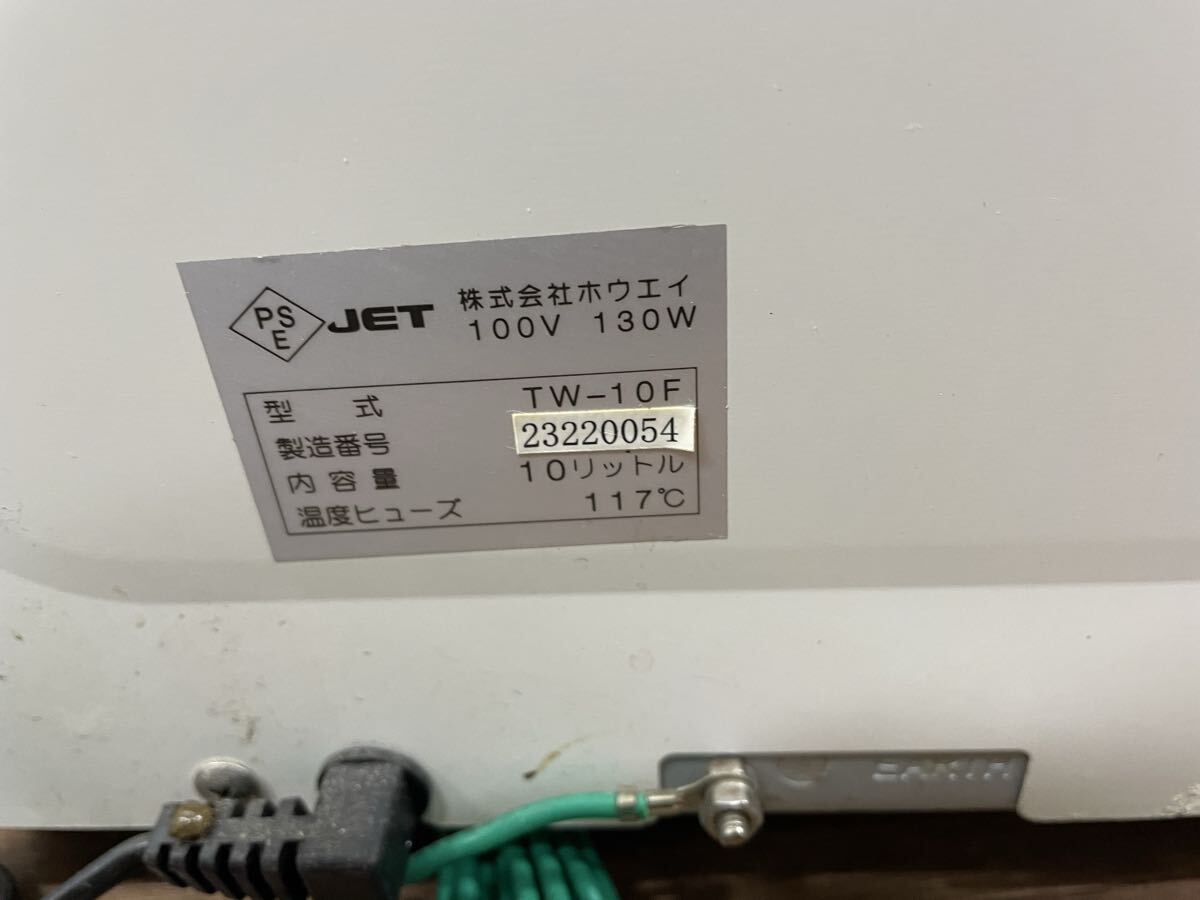 PS
E
JET
株式会社ホウエイ
100V 130W
型 式 TW-10F
製造番号 23220054
内容量 10リットル
温度ヒューズ 117℃
EARTH